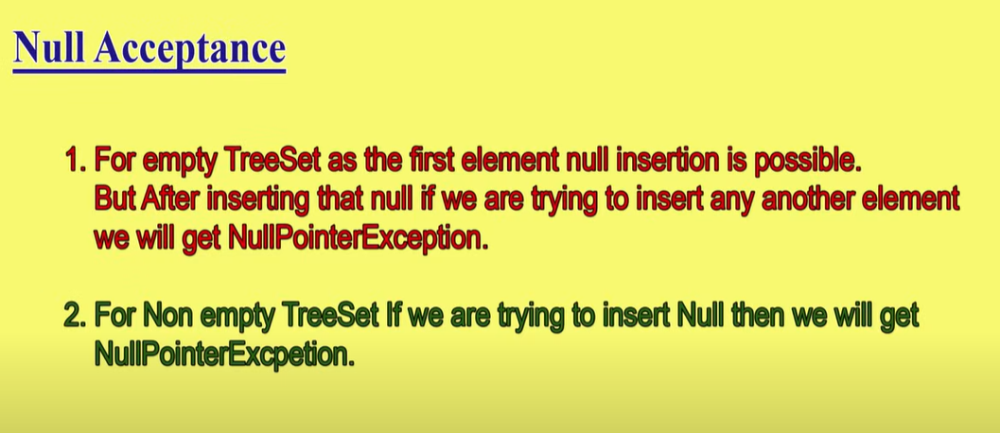 Null Acceptance
1. For empty TreeSet as the first element null insertion is possible.
But After inserting that null if we are trying to insert any another element
we will get NullPointerException.
2. For Non empty TreeSet If we are trying to insert Null then we will get
NullPointerExcpetion.